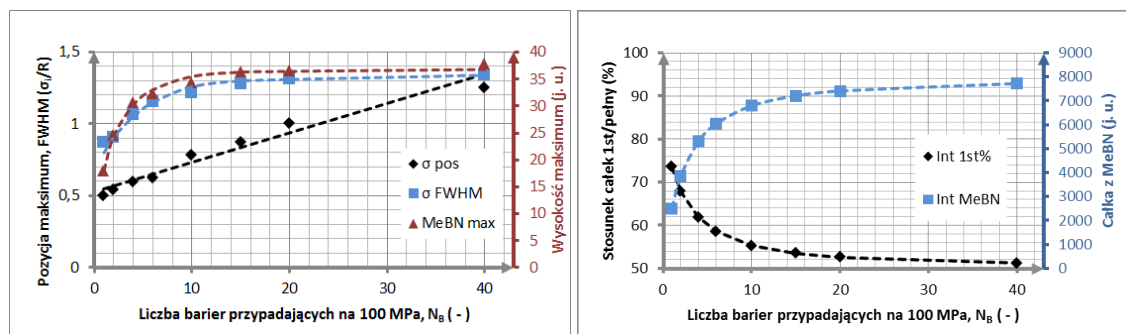 1,5
1
0,5
0
40
35
30
25
20
15
10
5
0
0 10 20 30 40
Pozycja maksimum, FWHM (σᵢ/R)
Wysokość maksimum (j. u.)
σ pos
σ FWHM
MeBN max
Liczba barier przypadających na 100 MPa, N_B ( - )
100
90
80
70
60
50
9000
8000
7000
6000
5000
4000
3000
2000
1000
0
0 10 20 30 40
Stosunek całek 1st/pełny (%)
Całka z MeBN (j. u.)
Int 1st%
Int MeBN
Liczba barier przypadających na 100 MPa, N_B ( - )